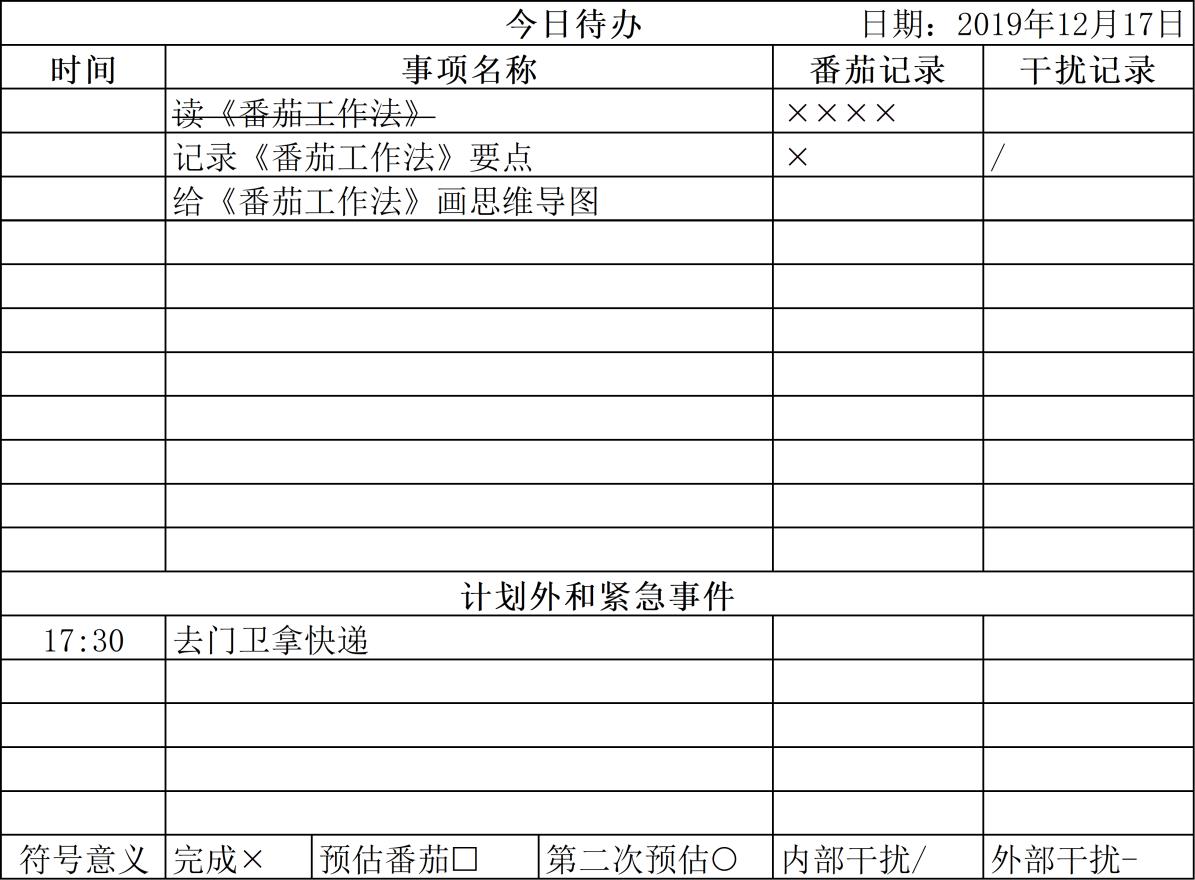 今日待办 日期：2019年12月17日
时间 事项名称 番茄记录 干扰记录
读《番茄工作法》 ××××
记录《番茄工作法》要点 × /
给《番茄工作法》画思维导图
计划外和紧急事件
17:30 去门卫拿快递
符号意义 完成× 预估番茄□ 第二次预估○ 内部干扰/ 外部干扰-